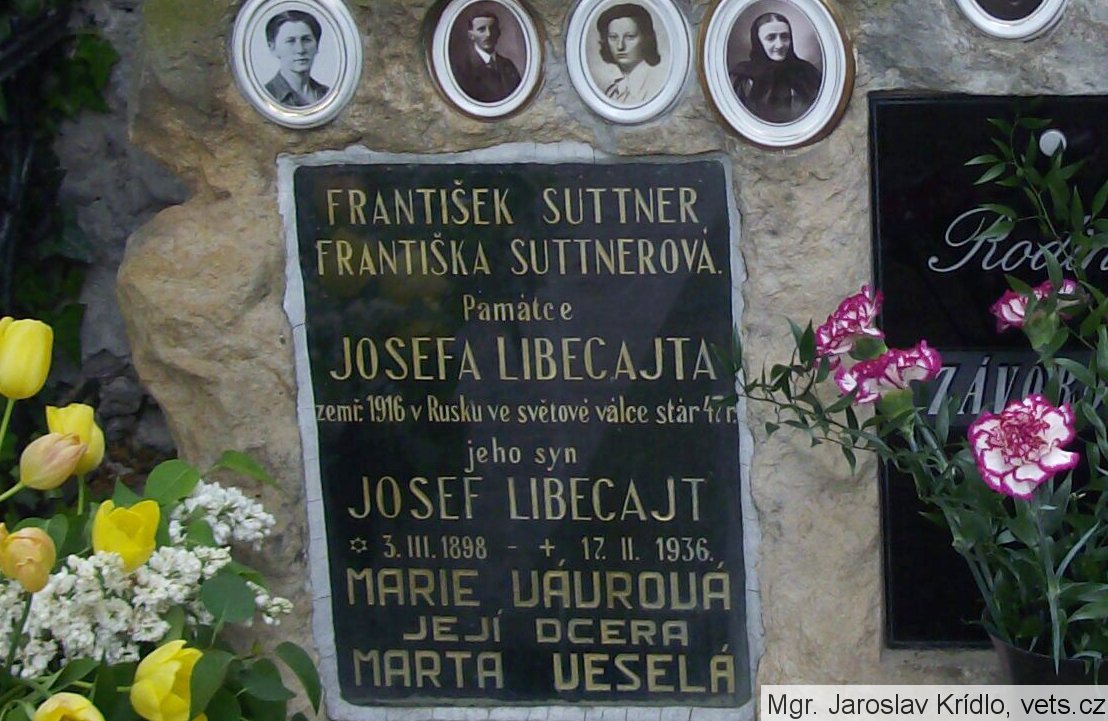 FRANTIŠEK SUTTNER
FRANTIŠKA SUTTNEROVÁ.
Památce
JOSEFA LIBECAJTA
zemř. 1916 v Rusku ve světové válce stár 47 r.
jeho syn
JOSEF LIBECAJT
✡ 3. III. 1898 - +, 17. II. 1936.
MARIE VÁVROVÁ
JEJÍ DCERA
MARTA VESELÁ
Mgr. Jaroslav Krídlo, vets.cz